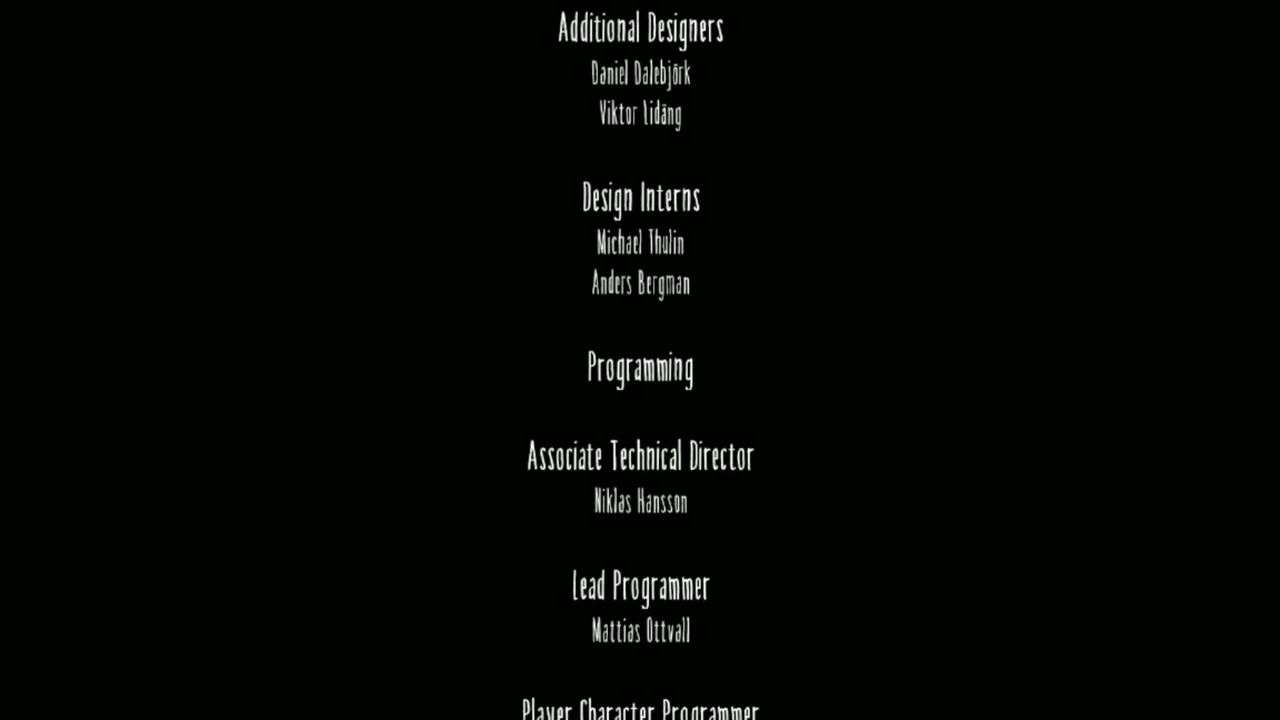 Additional Designers
Daniel Dalebjörk
Viktor Lidäng
Design Interns
Michael Thulin
Anders Bergman
Programming
Associate Technical Director
Niklas Hansson
Lead Programmer
Mattias Ottvall
Player Character Programmer